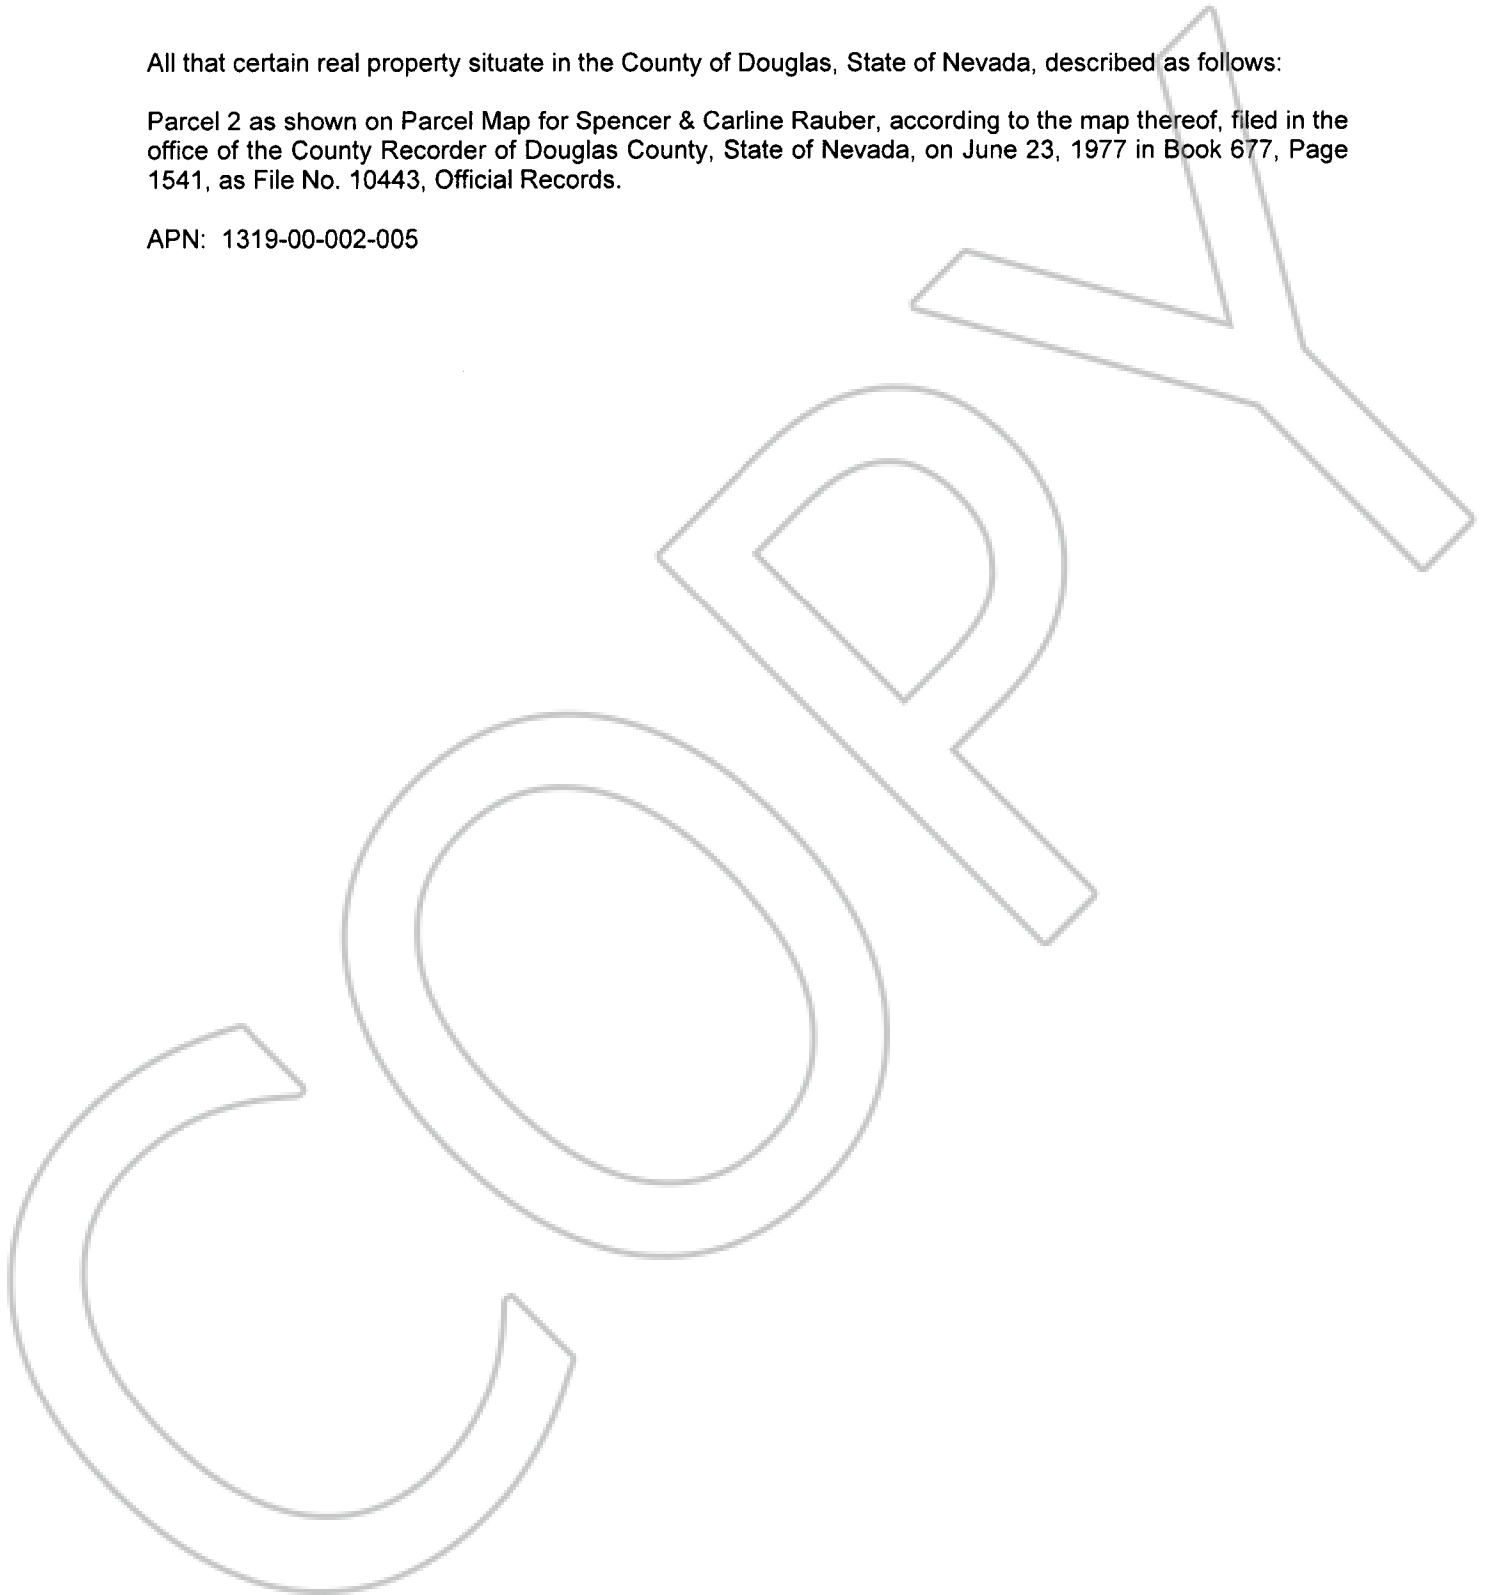 All that certain real property situate in the County of Douglas, State of Nevada, described as follows:
Parcel 2 as shown on Parcel Map for Spencer & Carline Rauber, according to the map thereof, filed in the
office of the County Recorder of Douglas County, State of Nevada, on June 23, 1977 in Book 677, Page
1541, as File No. 10443, Official Records.
APN: 1319-00-002-005
COPY